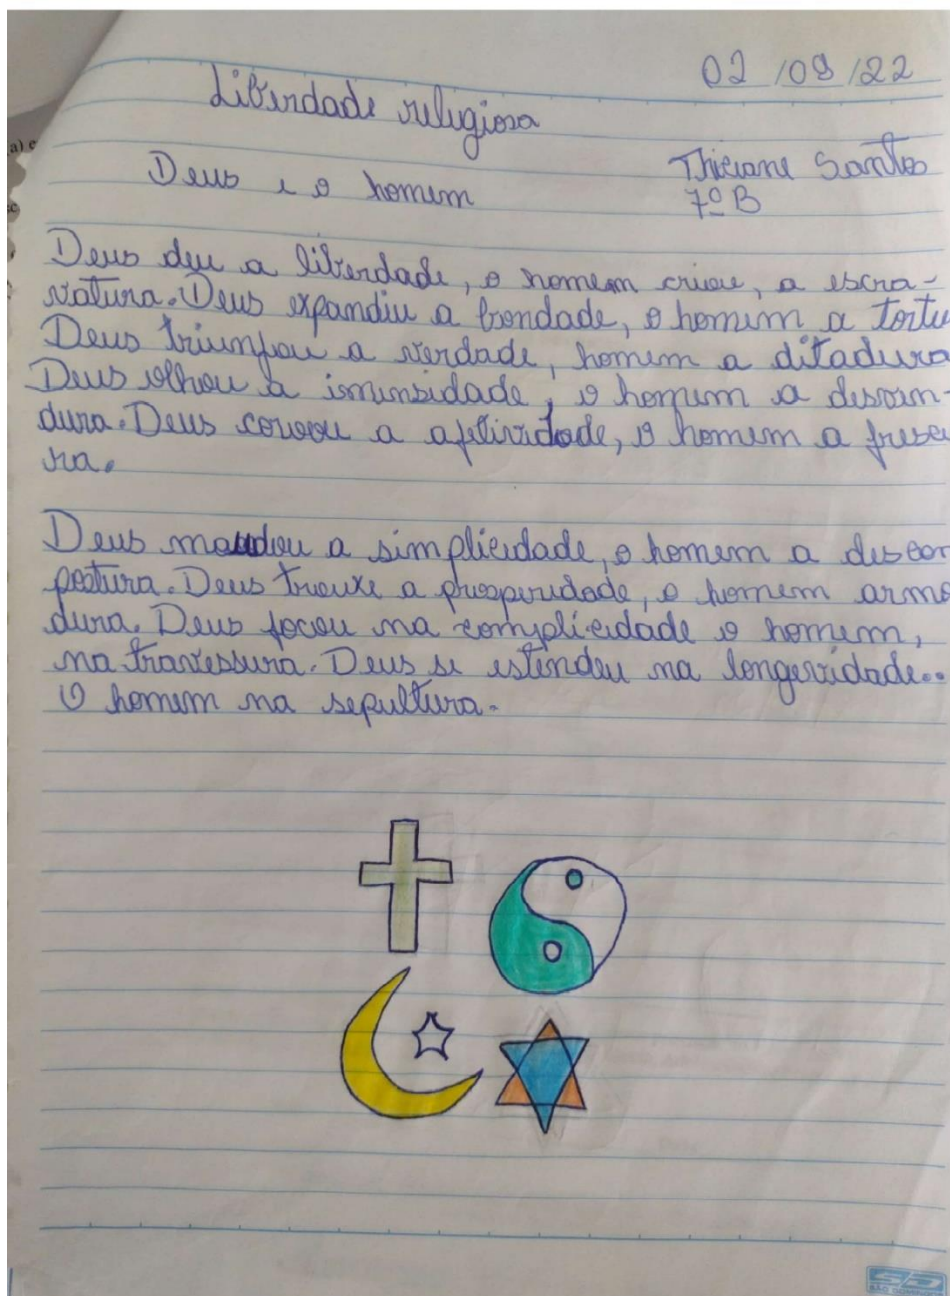 02/08/22
Liberdade religiosa
Thiciane Santos
Deus e o homem
7º B
Deus deu a liberdade, o homem criou, a escra-
vatura. Deus expandiu a bondade, o homem a tortu
Deus triumfou a verdade, homem a ditadura
Deus olhou a imensidade, o homem a desven-
dura. Deus coroou a afetividade, o homem a frescu
ra.
Deus mandou a simplicidade, o homem a descom
postura. Deus trouxe a prosperidade, o homem arma
dura. Deus focou na complicidade o homem,
na travessura. Deus se estendeu na longevidade..
O homem na sepultura.